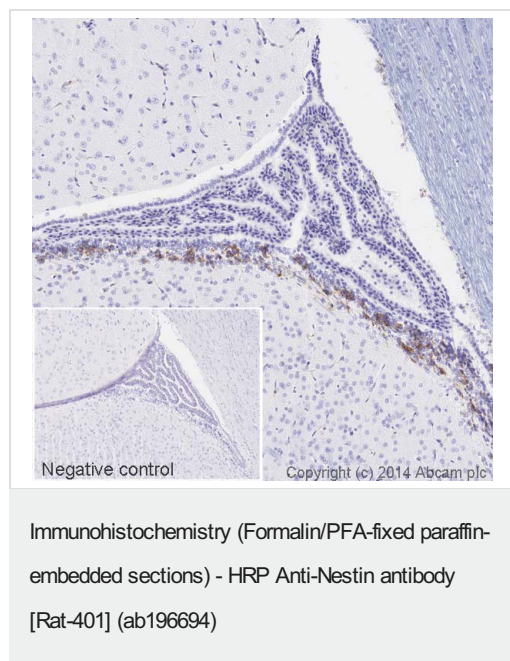 Negative control
Copyright (c) 2014 Abcam plc
Immunohistochemistry (Formalin/PFA-fixed paraffin-
embedded sections) - HRP Anti-Nestin antibody
[Rat-401] (ab196694)